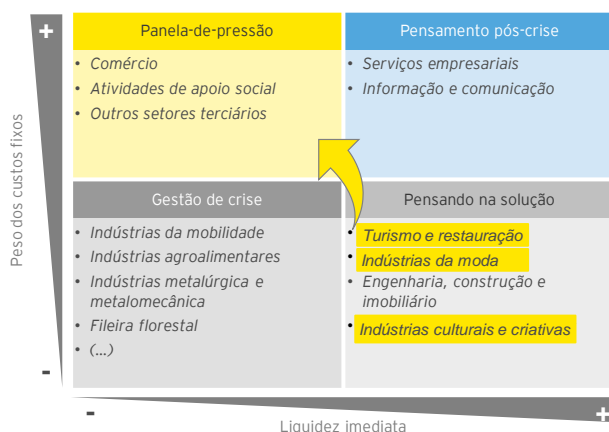 +
Peso dos custos fixos
-
Panela-de-pressão
• Comércio
• Atividades de apoio social
• Outros setores terciários
Pensamento pós-crise
• Serviços empresariais
• Informação e comunicação
Gestão de crise
• Indústrias da mobilidade
• Indústrias agroalimentares
• Indústrias metalúrgica e
metalomecânica
• Fileira florestal
• (...)
Pensando na solução
• Turismo e restauração
• Indústrias da moda
• Engenharia, construção e
imobiliário
• Indústrias culturais e criativas
-
+
Liquidez imediata